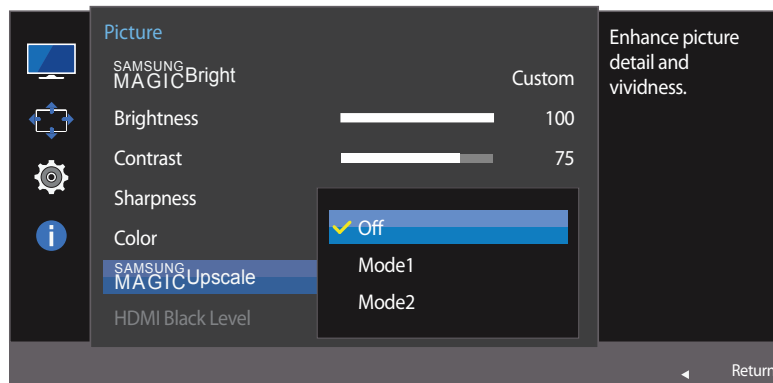 Picture
SAMSUNG
MAGICBright Custom
Brightness 100
Contrast 75
Sharpness
Color
SAMSUNG
MAGICUpscale
HDMI Black Level
Off
Mode1
Mode2
Enhance picture
detail and
vividness.
Return